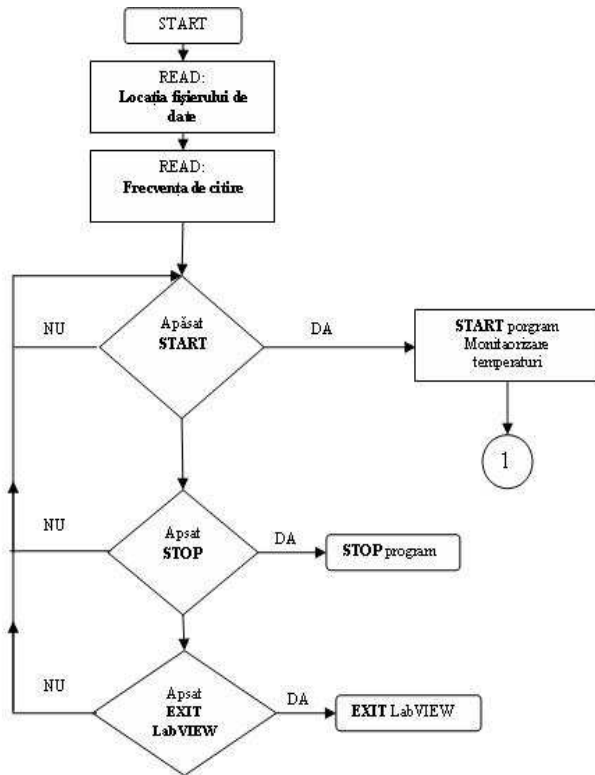 START
READ:
Locația fișierului de
date
READ:
Frecvența de citire
NU
Apăsat
START
DA
START porgram
Monitaorizare
temperaturi
1
NU
Apsat
STOP
DA
STOP program
NU
Apsat
EXIT
LabVIEW
DA
EXIT LabVIEW